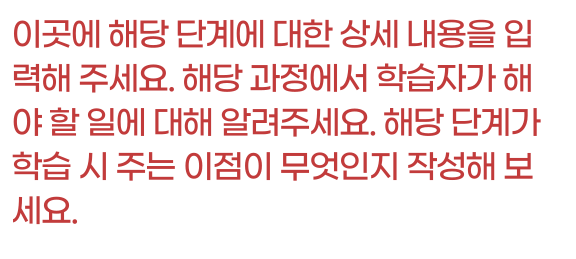 이곳에 해당 단계에 대한 상세 내용을 입
력해 주세요. 해당 과정에서 학습자가 해
야 할 일에 대해 알려주세요. 해당 단계가
학습 시 주는 이점이 무엇인지 작성해 보
세요.